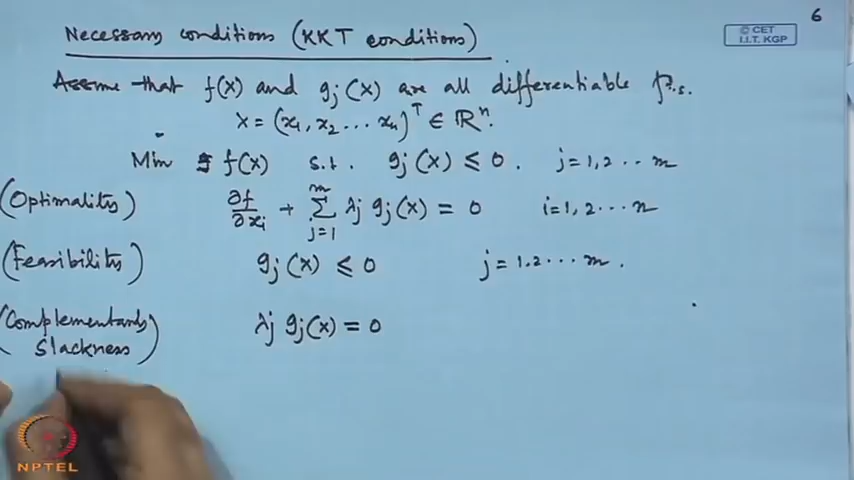 6
© CET
I.I.T. KGP
Necessary conditions (KKT conditions)
Assume that f(x) and gj(x) are all differentiable
X = (x₁, x₂ ... xₙ)ᵀ ∈ ℝⁿ.
Min f(x) s.t. gj(x) ≤ 0. j = 1, 2 .. m
(Optimality) ∂f/∂xi + Σ_{j=1}^{m} λj gj(x) = 0 i = 1, 2 ... n
(Feasibility) gj(x) ≤ 0 j = 1, 2 ... m.
(Complementary λj gj(x) = 0
Slackness)
NPTEL